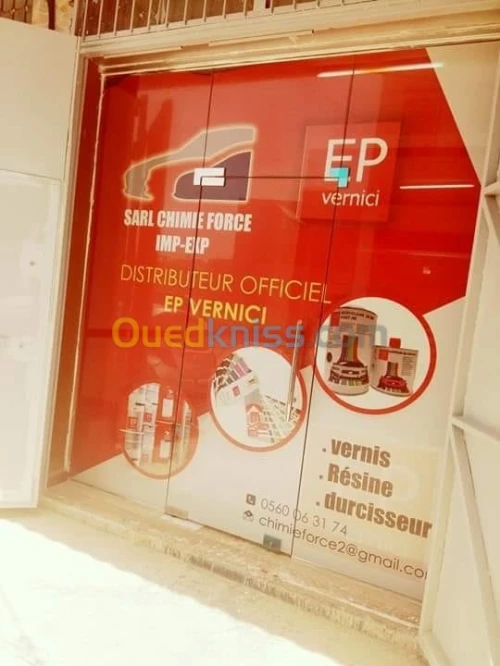 EP
vernici
SARL CHIMIE FORCE
IMP-EXP
DISTRIBUTEUR OFFICIEL
EP VERNICI
Ouedkniss.com
. vernis
. Résine
. durcisseur
0560 06 31 74
chimieforce2@gmail.com